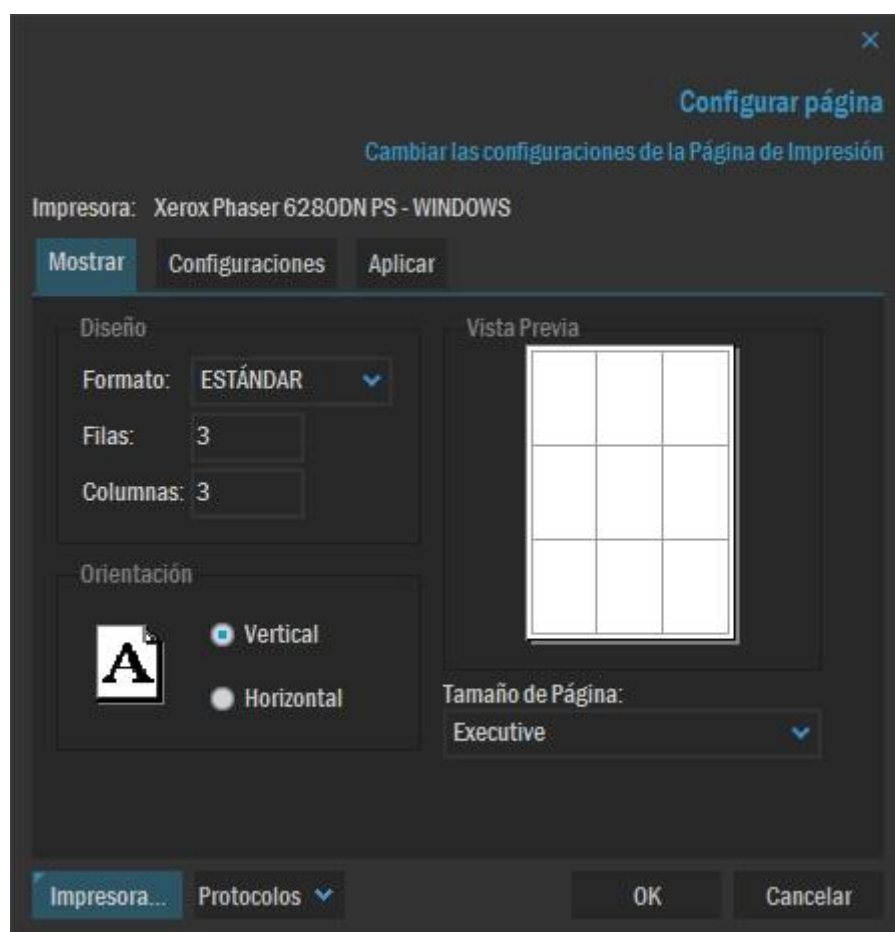 Configurar página
Cambiar las configuraciones de la Página de Impresión
Impresora: Xerox Phaser 6280DN PS - WINDOWS
Mostrar Configuraciones Aplicar
Diseño
Formato: ESTÁNDAR
Filas: 3
Columnas: 3
Vista Previa
Orientación
A
Vertical
Horizontal
Tamaño de Página:
Executive
Impresora... Protocolos OK Cancelar